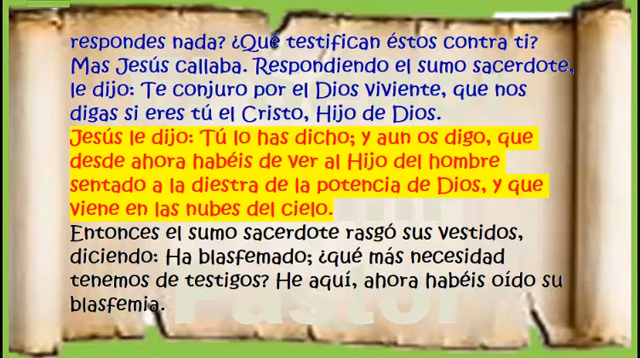 respondes nada? ¿Qué testifican éstos contra ti?
Mas Jesús callaba. Respondiendo el sumo sacerdote,
le dijo: Te conjuro por el Dios viviente, que nos
digas si eres tú el Cristo, Hijo de Dios.
Jesús le dijo: Tú lo has dicho; y aun os digo, que
desde ahora habéis de ver al Hijo del hombre
sentado a la diestra de la potencia de Dios, y que
viene en las nubes del cielo.
Entonces el sumo sacerdote rasgó sus vestidos,
diciendo: Ha blasfemado; ¿qué más necesidad
tenemos de testigos? He aquí, ahora habéis oído su
blasfemia.
Pastor